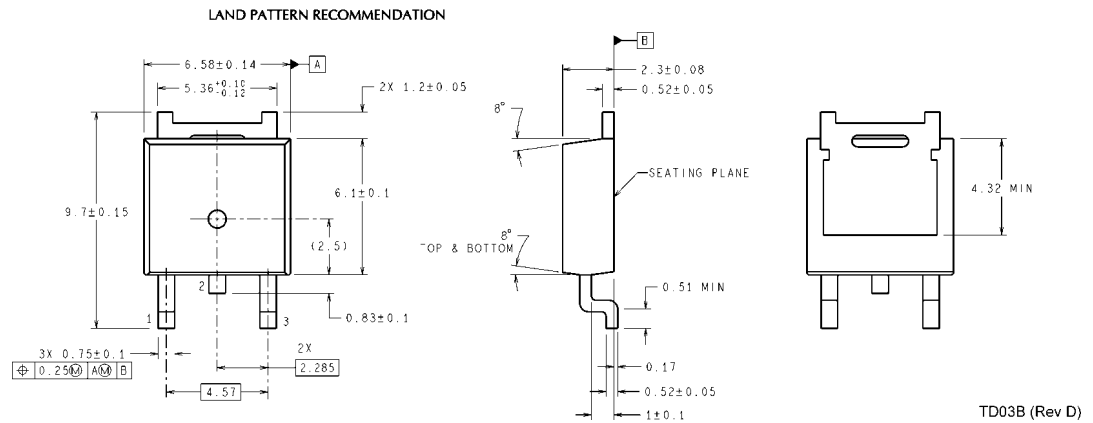 LAND PATTERN RECOMMENDATION
6.58±0.14
A
5.36 +0.10 -0.12
2X 1.2±0.05
B
2.3±0.08
0.52±0.05
8°
SEATING PLANE
9.7±0.15
6.1±0.1
(2.5)
4.32 MIN
8°
TOP & BOTTOM
2
1
3
0.83±0.1
0.51 MIN
3X 0.75±0.1
⌖ 0.25Ⓜ AⓂ B
2X
2.285
4.57
0.17
0.52±0.05
1±0.1
TD03B (Rev D)